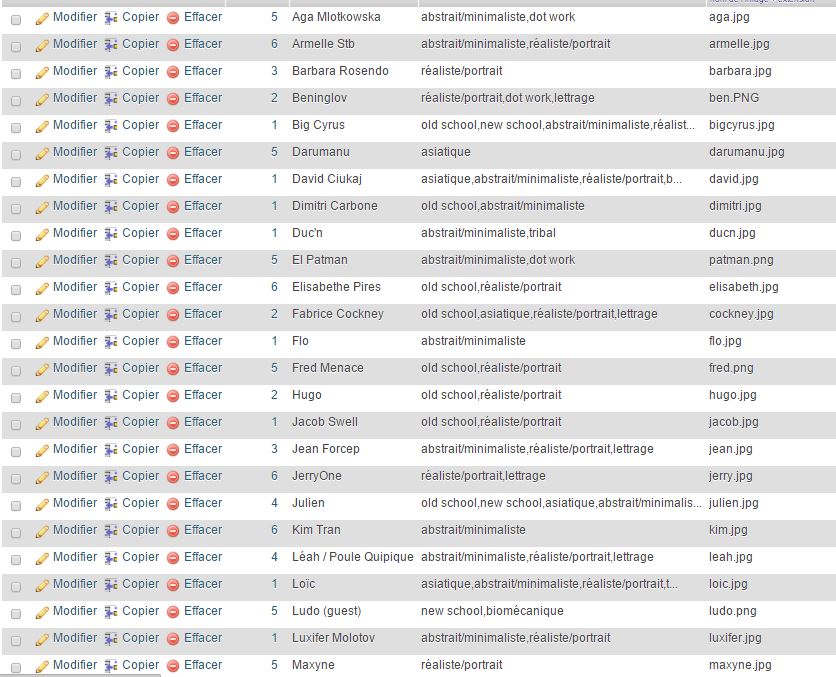 Modifier Copier Effacer 5 Aga Mlotkowska abstrait/minimaliste,dot work aga.jpg
Modifier Copier Effacer 6 Armelle Stb abstrait/minimaliste,réaliste/portrait armelle.jpg
Modifier Copier Effacer 3 Barbara Rosendo réaliste/portrait barbara.jpg
Modifier Copier Effacer 2 Beninglov réaliste/portrait,dot work,lettrage ben.PNG
Modifier Copier Effacer 1 Big Cyrus old school,new school,abstrait/minimaliste,réalist... bigcyrus.jpg
Modifier Copier Effacer 5 Darumanu asiatique darumanu.jpg
Modifier Copier Effacer 1 David Ciukaj asiatique,abstrait/minimaliste,réaliste/portrait,b... david.jpg
Modifier Copier Effacer 1 Dimitri Carbone old school,abstrait/minimaliste dimitri.jpg
Modifier Copier Effacer 1 Duc'n abstrait/minimaliste,tribal ducn.jpg
Modifier Copier Effacer 5 El Patman abstrait/minimaliste,dot work patman.png
Modifier Copier Effacer 6 Elisabethe Pires old school,réaliste/portrait elisabeth.jpg
Modifier Copier Effacer 2 Fabrice Cockney old school,asiatique,réaliste/portrait,lettrage cockney.jpg
Modifier Copier Effacer 1 Flo abstrait/minimaliste flo.jpg
Modifier Copier Effacer 5 Fred Menace old school,réaliste/portrait fred.png
Modifier Copier Effacer 2 Hugo old school,réaliste/portrait hugo.jpg
Modifier Copier Effacer 1 Jacob Swell old school,réaliste/portrait jacob.jpg
Modifier Copier Effacer 3 Jean Forcep abstrait/minimaliste,réaliste/portrait,lettrage jean.jpg
Modifier Copier Effacer 6 JerryOne réaliste/portrait,lettrage jerry.jpg
Modifier Copier Effacer 4 Julien old school,new school,asiatique,abstrait/minimalis... julien.jpg
Modifier Copier Effacer 6 Kim Tran abstrait/minimaliste kim.jpg
Modifier Copier Effacer 4 Léah / Poule Quipique abstrait/minimaliste,réaliste/portrait,lettrage leah.jpg
Modifier Copier Effacer 1 Loïc asiatique,abstrait/minimaliste,réaliste/portrait,t... loic.jpg
Modifier Copier Effacer 5 Ludo (guest) new school,biomécanique ludo.png
Modifier Copier Effacer 1 Luxifer Molotov abstrait/minimaliste,réaliste/portrait luxifer.jpg
Modifier Copier Effacer 5 Maxyne réaliste/portrait maxyne.jpg